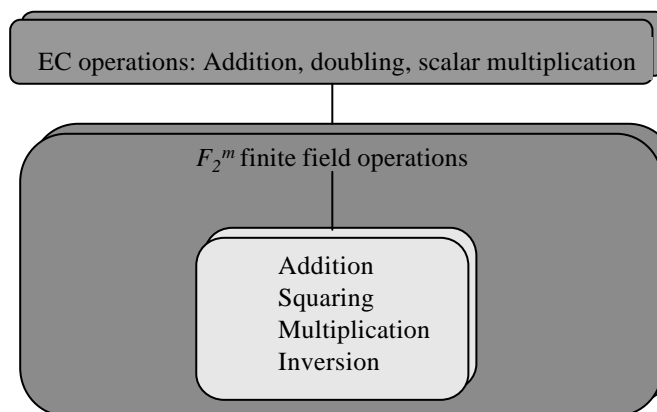 EC operations: Addition, doubling, scalar multiplication
F₂ᵐ finite field operations
Addition
Squaring
Multiplication
Inversion